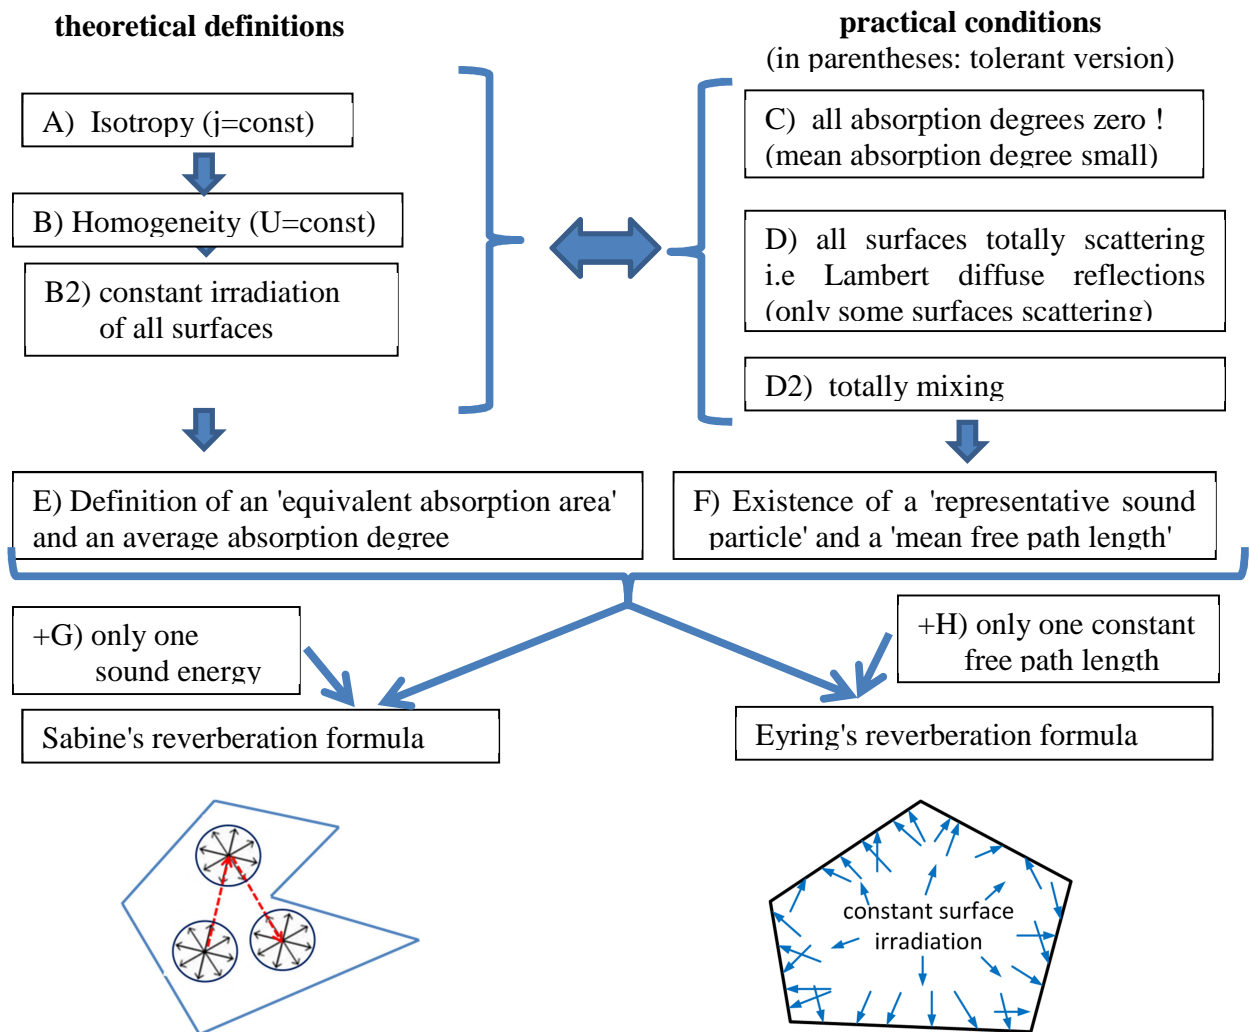 theoretical definitions
A)  Isotropy (j=const)
B) Homogeneity (U=const)
B2) constant irradiation
of all surfaces
practical conditions
(in parentheses: tolerant version)
C)  all absorption degrees zero !
(mean absorption degree small)
D)  all surfaces totally scattering
i.e Lambert diffuse reflections
(only some surfaces scattering)
D2)  totally mixing
E) Definition of an 'equivalent absorption area'
and an average absorption degree
F) Existence of a 'representative sound
particle' and a 'mean free path length'
+G) only one
sound energy
+H) only one constant
free path length
Sabine's reverberation formula
Eyring's reverberation formula
constant surface
irradiation